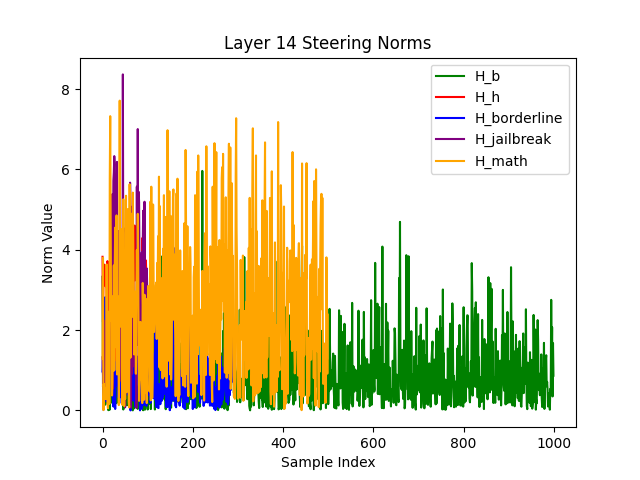 Layer 14 Steering Norms
H_b
H_h
H_borderline
H_jailbreak
H_math
Norm Value
8
6
4
2
0
0 200 400 600 800 1000
Sample Index